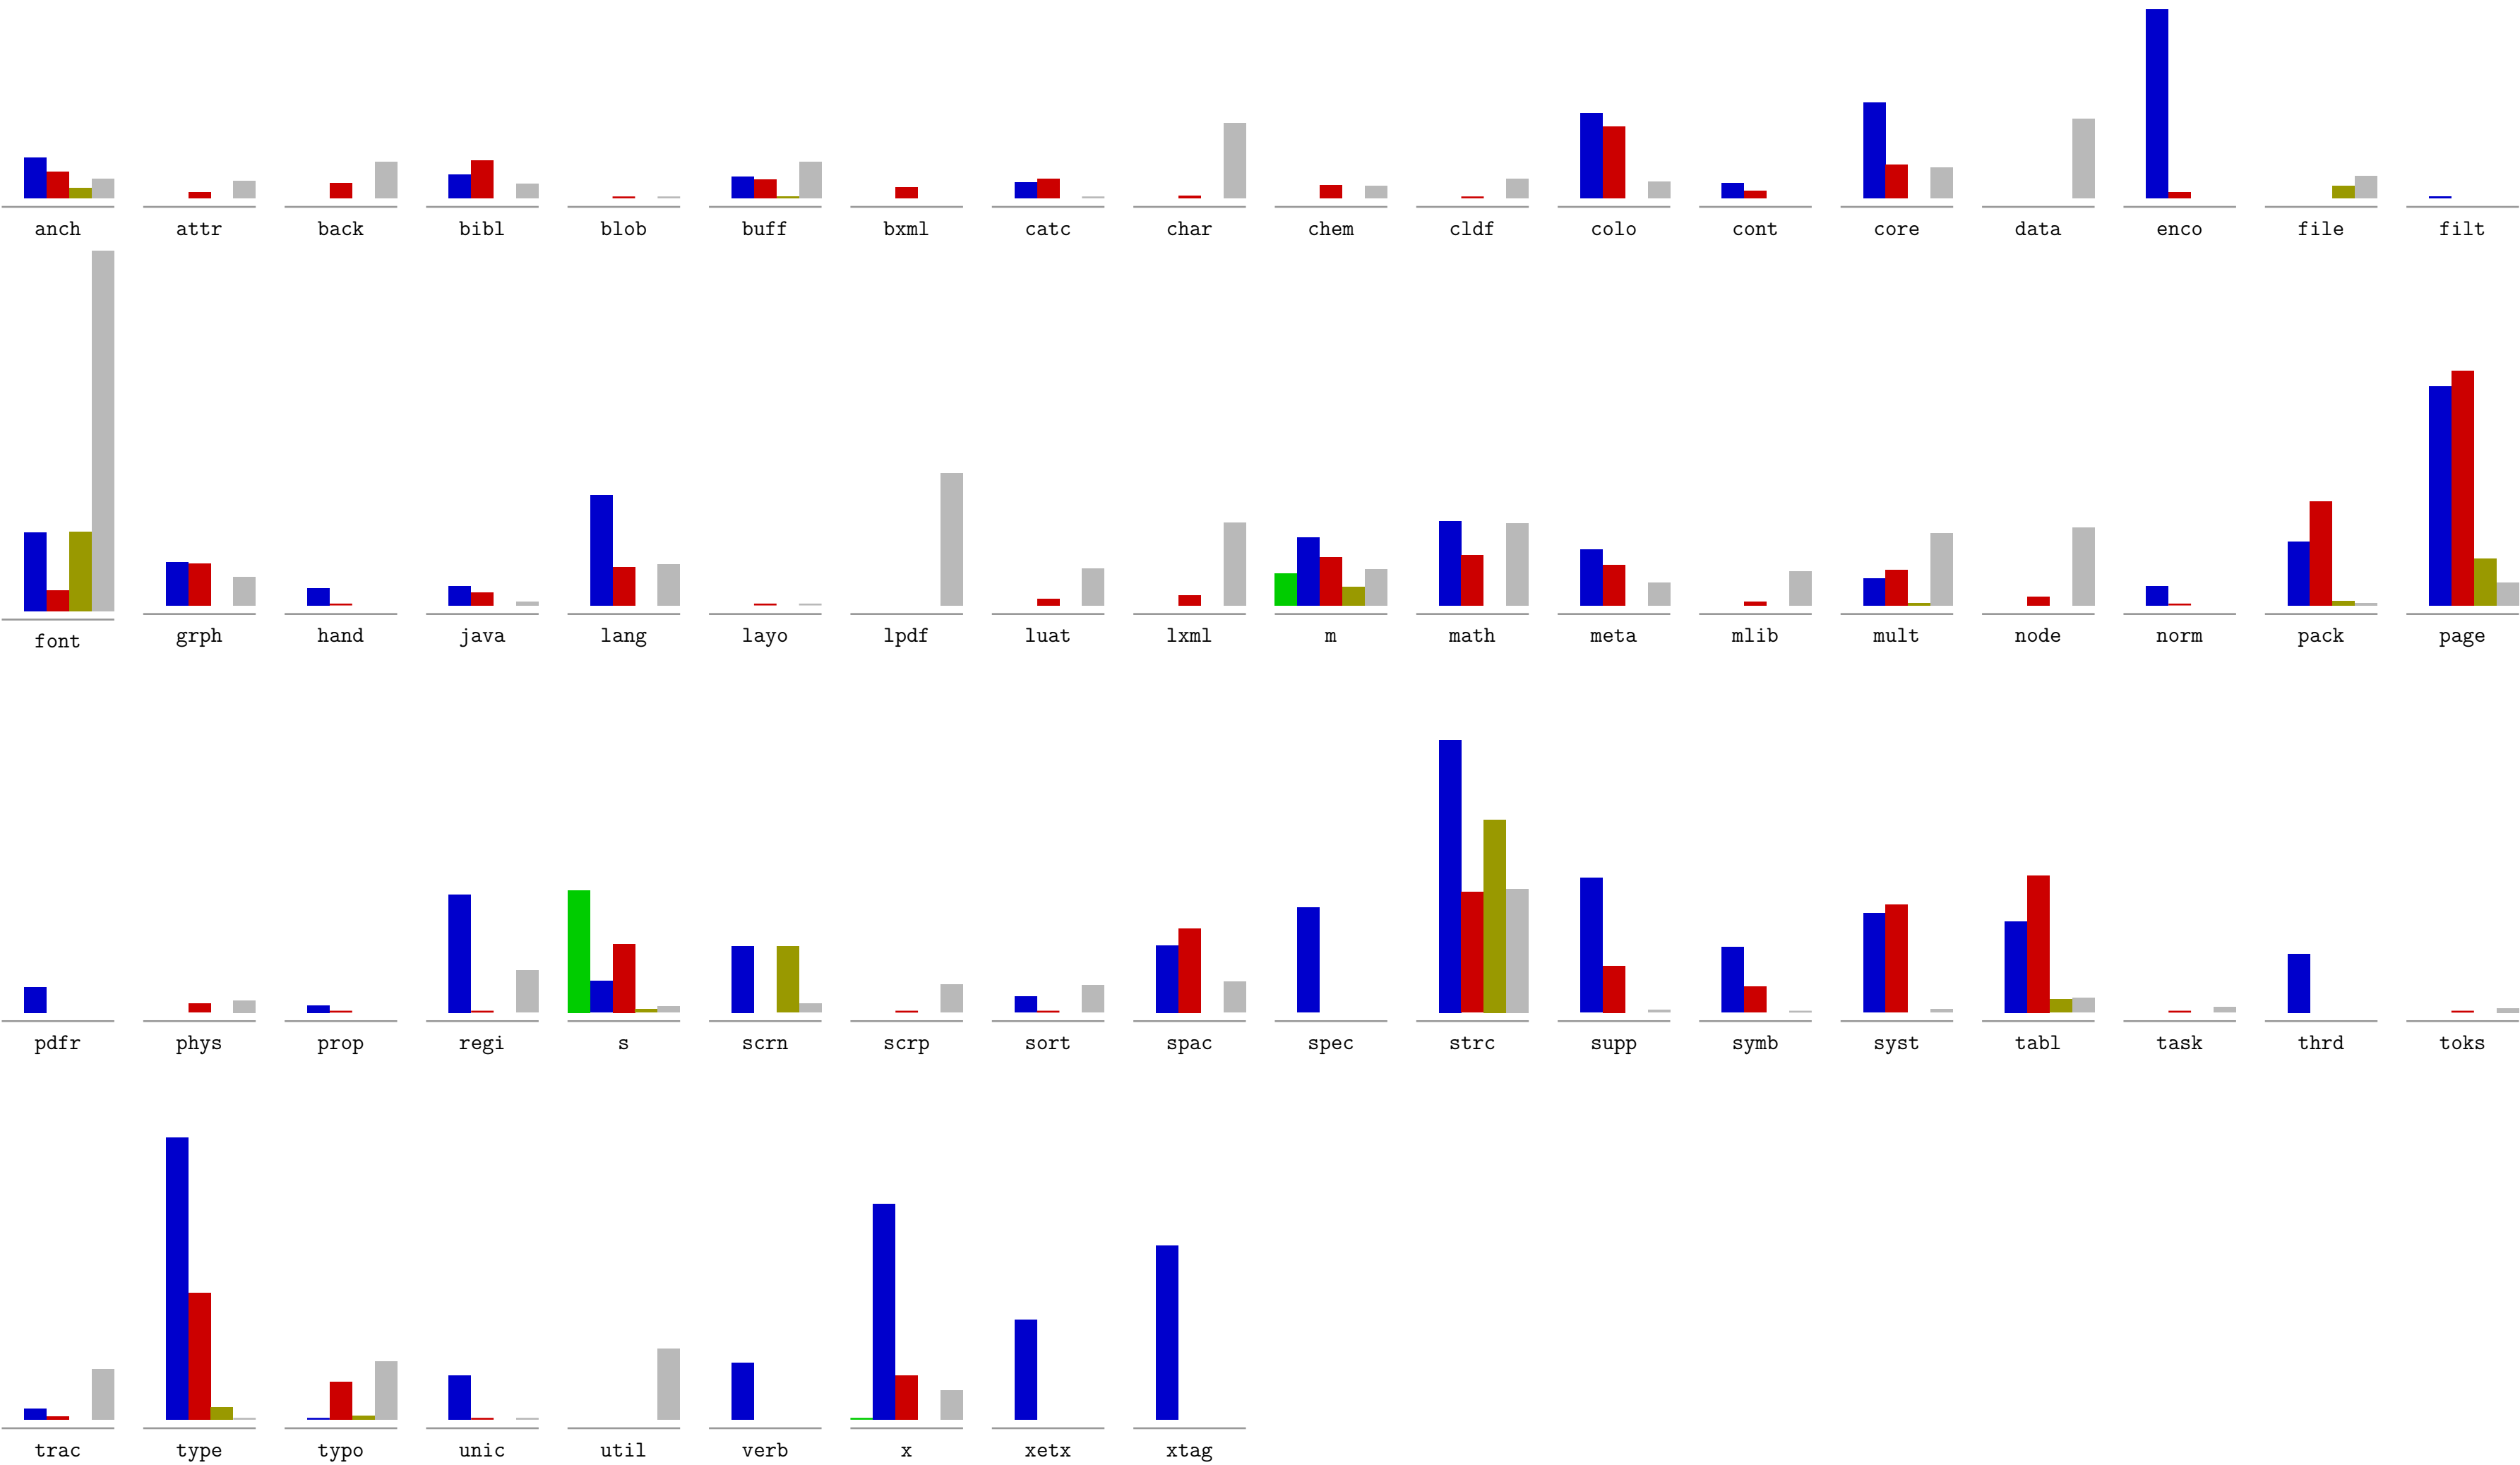 anch attr back bibl blob buff bxml catc char chem cldf colo cont core data enco file filt
font grph hand java lang layo lpdf luat lxml m math meta mlib mult node norm pack page
pdfr phys prop regi s scrn scrp sort spac spec strc supp symb syst tabl task thrd toks
trac type typo unic util verb x xetx xtag